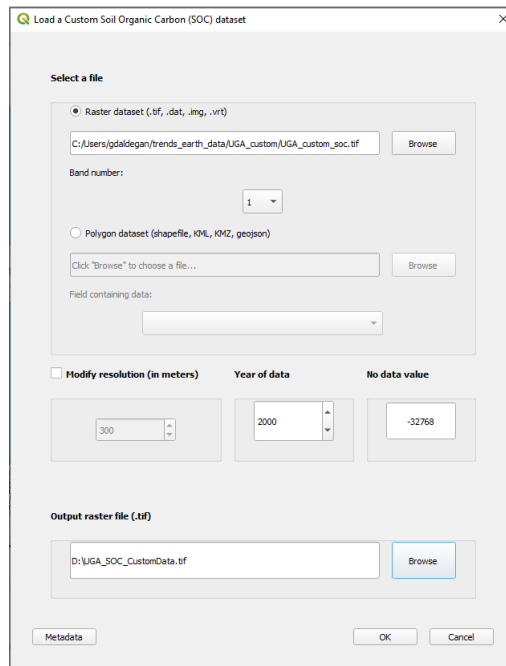 Load a Custom Soil Organic Carbon (SOC) dataset
Select a file
Raster dataset (.tif, .dat, .img, .vrt)
C:/Users/gdaldegan/trends_earth_data/UGA_custom/UGA_custom_soc.tif
Browse
Band number:
1
Polygon dataset (shapefile, KML, KMZ, geojson)
Click "Browse" to choose a file...
Browse
Field containing data:
Modify resolution (in meters)
Year of data
No data value
300
2000
-32768
Output raster file (.tif)
D:\UGA_SOC_CustomData.tif
Browse
Metadata
OK
Cancel